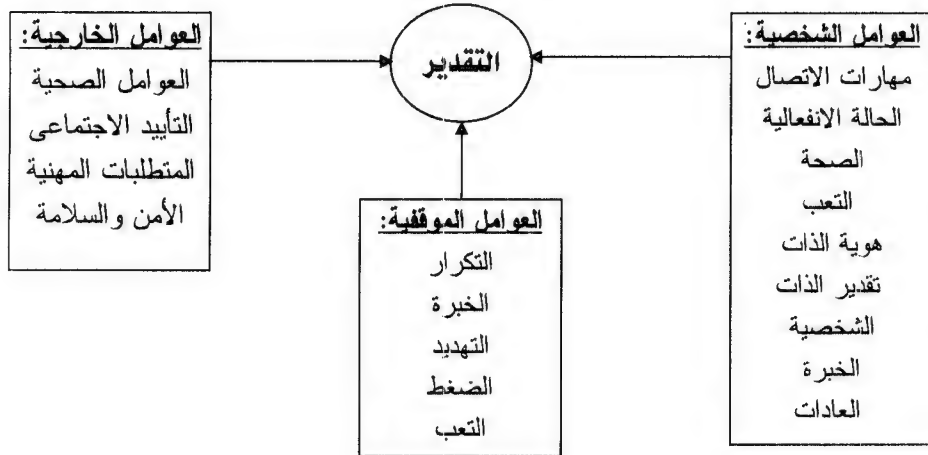 العوامل الشخصية:
مهارات الاتصال
الحالة الانفعالية
الصحة
التعب
هوية الذات
تقدير الذات
الشخصية
الخبرة
العادات
التقدير
العوامل الخارجية:
العوامل الصحية
التأييد الاجتماعى
المتطلبات المهنية
الأمن والسلامة
العوامل الموقفية:
التكرار
الخبرة
التهديد
الضغط
التعب